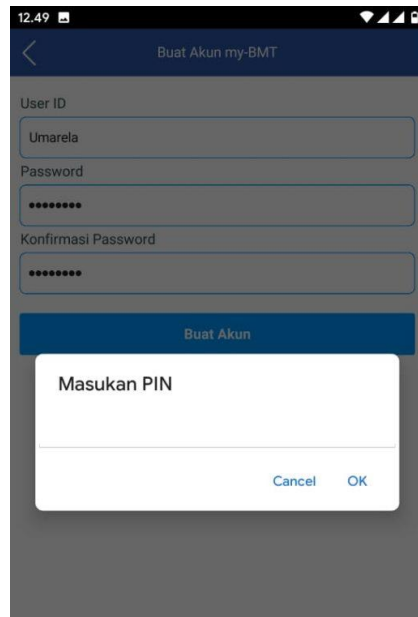 12.49
Buat Akun my-BMT
User ID
Umarela
Password
••••••••
Konfirmasi Password
••••••••
Buat Akun
Masukan PIN
Cancel OK